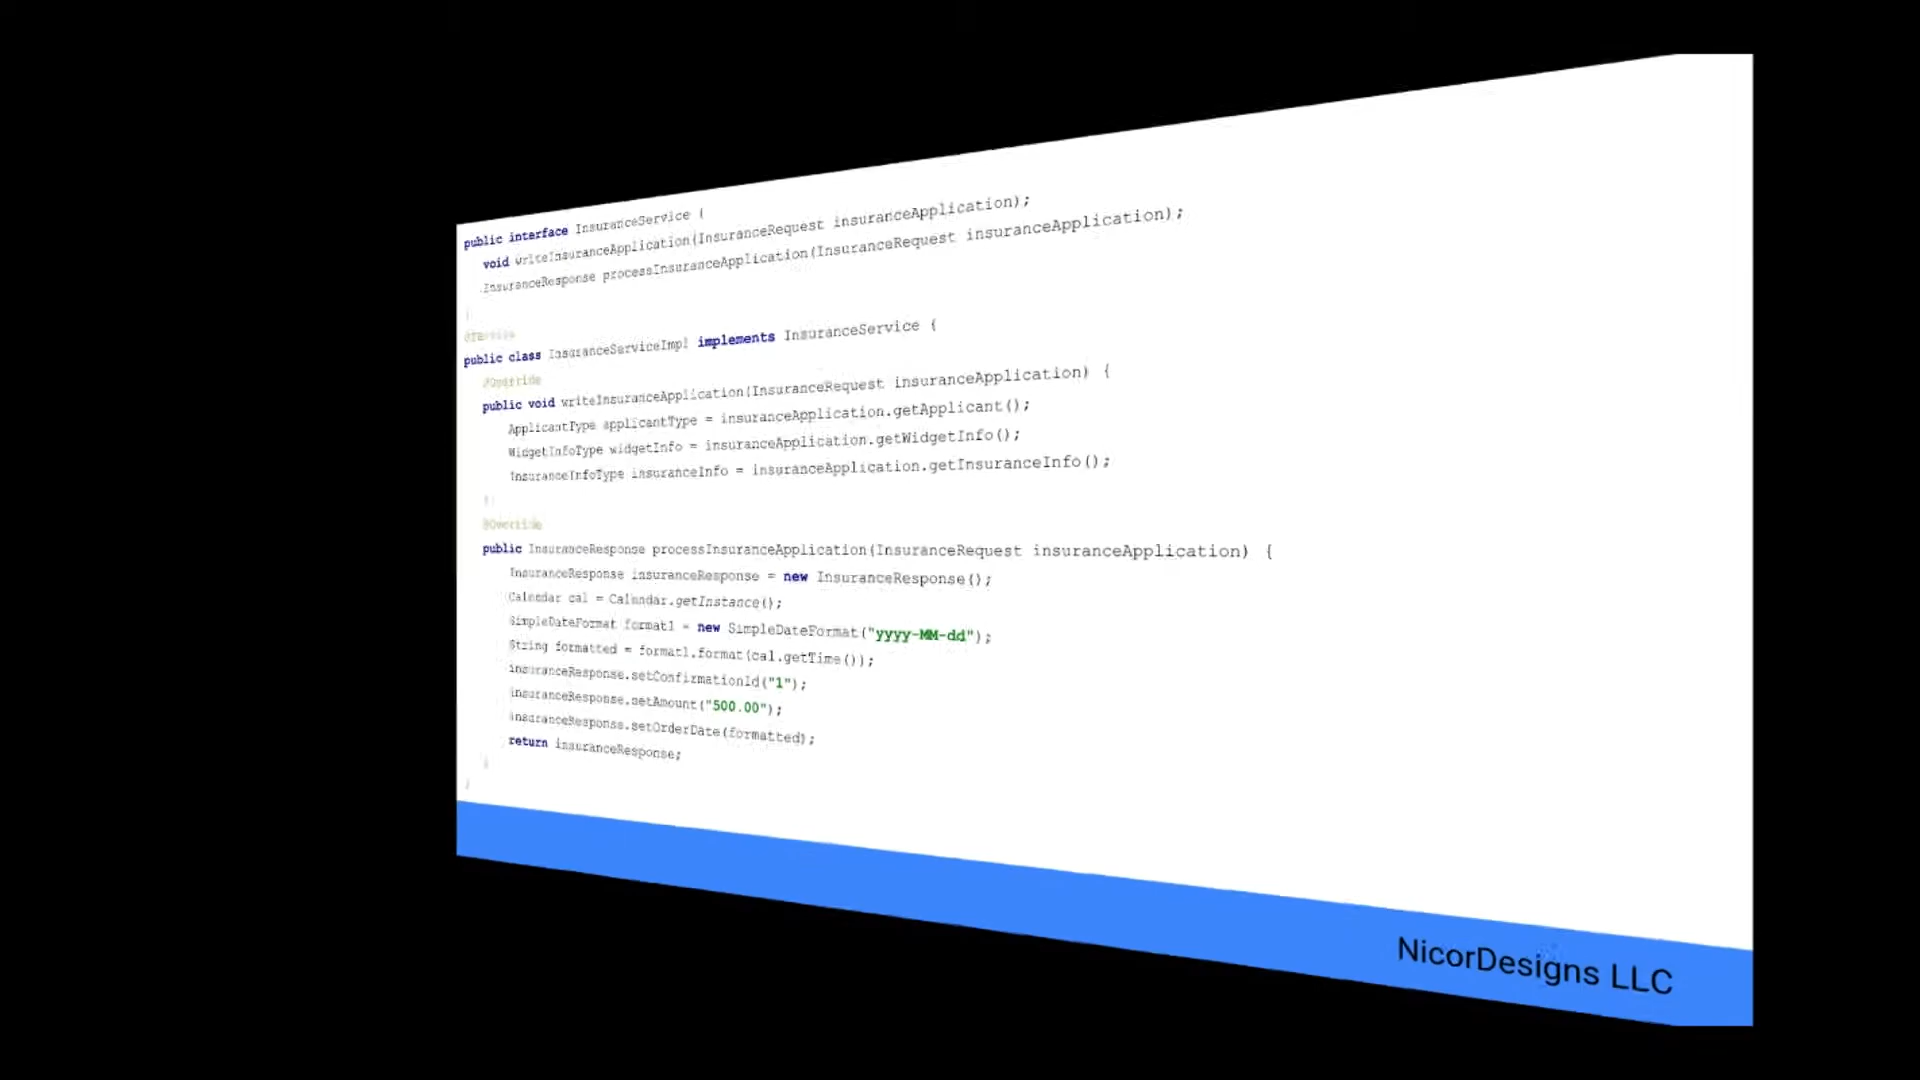 public interface InsuranceService {
void writeInsuranceApplication(InsuranceRequest insuranceApplication);
InsuranceResponse processInsuranceApplication(InsuranceRequest insuranceApplication);
}
@Service
public class InsuranceServiceImpl implements InsuranceService {
@Override
public void writeInsuranceApplication(InsuranceRequest insuranceApplication) {
ApplicantType applicantType = insuranceApplication.getApplicant();
WidgetInfoType widgetInfo = insuranceApplication.getWidgetInfo();
InsuranceInfoType insuranceInfo = insuranceApplication.getInsuranceInfo();
}
@Override
public InsuranceResponse processInsuranceApplication(InsuranceRequest insuranceApplication) {
InsuranceResponse insuranceResponse = new InsuranceResponse();
Calendar cal = Calendar.getInstance();
SimpleDateFormat format1 = new SimpleDateFormat("yyyy-MM-dd");
String formatted = format1.format(cal.getTime());
insuranceResponse.setConfirmationId("1");
insuranceResponse.setAmount("500.00");
insuranceResponse.setOrderDate(formatted);
return insuranceResponse;
}
}
NicorDesigns LLC